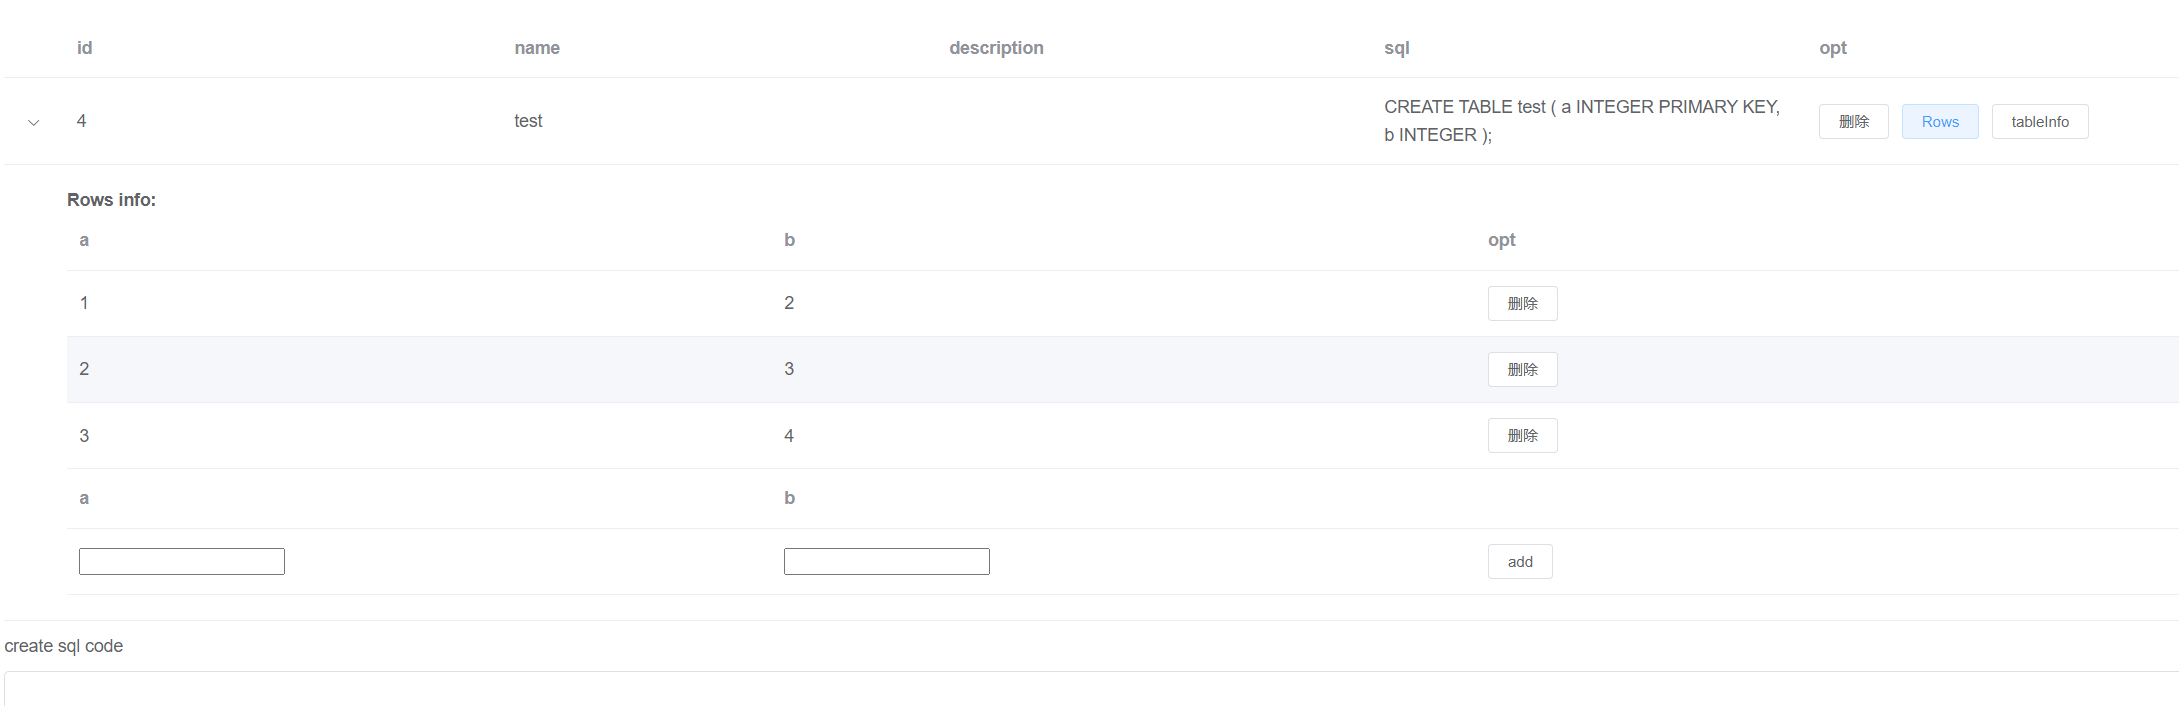 id name description sql opt
4 test CREATE TABLE test ( a INTEGER PRIMARY KEY, 删除 Rows tableInfo
b INTEGER );
Rows info:
a b opt
1 2 删除
2 3 删除
3 4 删除
a b
add
create sql code